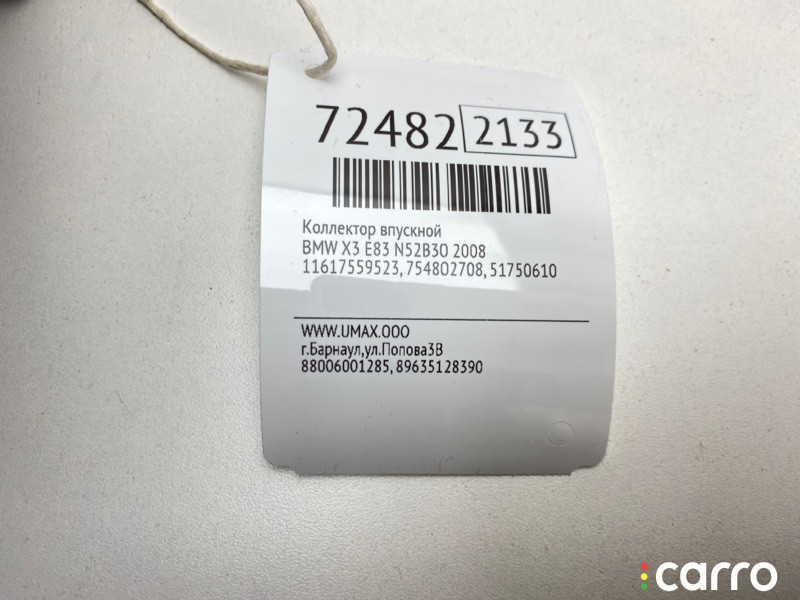 72482 2133
Коллектор впускной
BMW X3 E83 N52B30 2008
11617559523, 754802708, 51750610
WWW.UMAX.OOO
г.Барнаул,ул.Попова3В
88006001285, 89635128390
carro